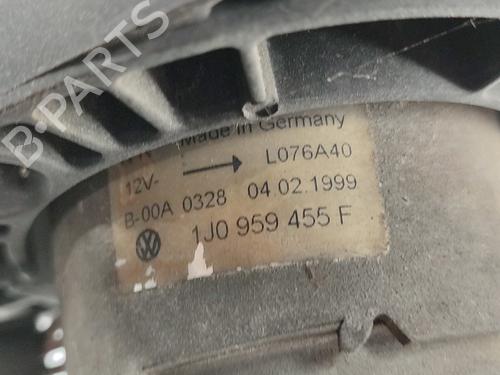 B-PARTS
Made in Germany
12V- → L076A40
B-00A 0328 04.02.1999
1J0 959 455 F